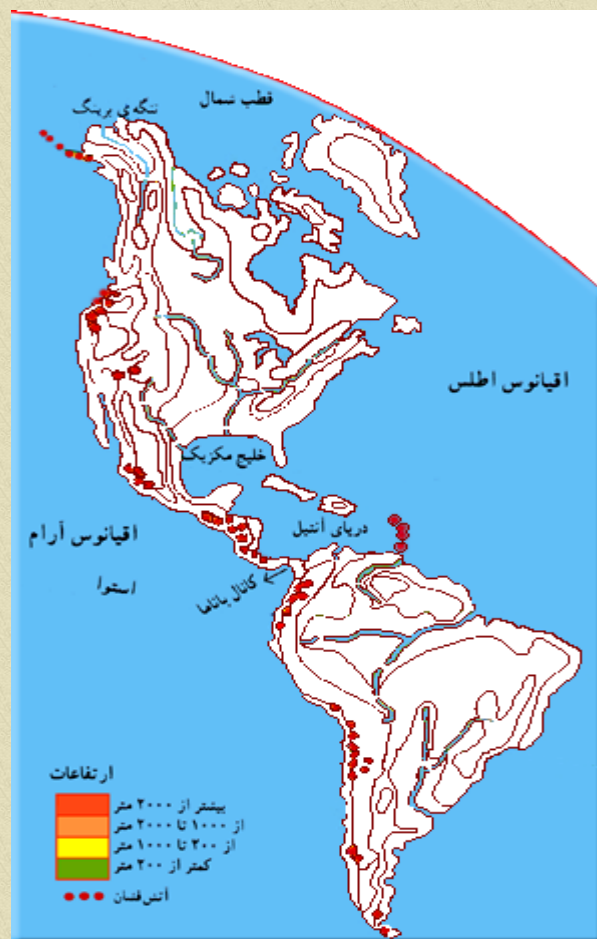 قطب شمال
تنگه‌ی برینگ
اقیانوس اطلس
خلیج مکزیک
دریای آنتیل
اقیانوس آرام
کانال پاناما
استوا
ارتفاعات
بیشتر از ۲۰۰۰ متر
از ۱۰۰۰ تا ۲۰۰۰ متر
از ۲۰۰ تا ۱۰۰۰ متر
کمتر از ۲۰۰ متر
آتش‌فشان